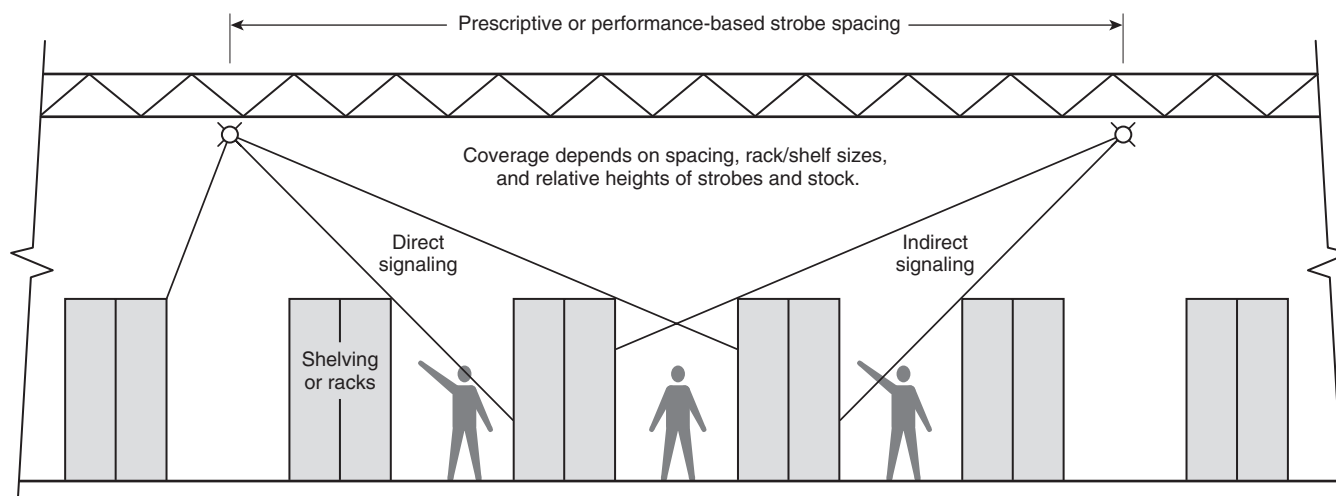 Prescriptive or performance-based strobe spacing
Coverage depends on spacing, rack/shelf sizes,
and relative heights of strobes and stock.
Direct
signaling
Indirect
signaling
Shelving
or racks